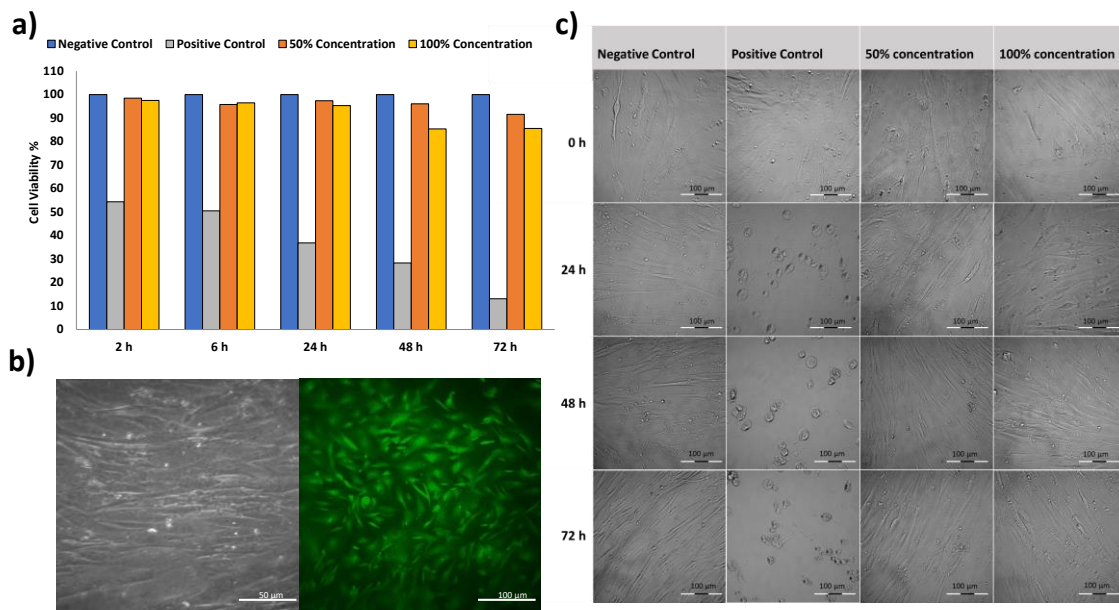 a)
Negative Control Positive Control 50% Concentration 100% Concentration
Cell Viability %
110
100
90
80
70
60
50
40
30
20
10
0
2 h 6 h 24 h 48 h 72 h
b)
50 µm 100 µm
c)
Negative Control Positive Control 50% concentration 100% concentration
0 h
100 µm 100 µm 100 µm 100 µm
24 h
100 µm 100 µm 100 µm 100 µm
48 h
100 µm 100 µm 100 µm 100 µm
72 h
100 µm 100 µm 100 µm 100 µm